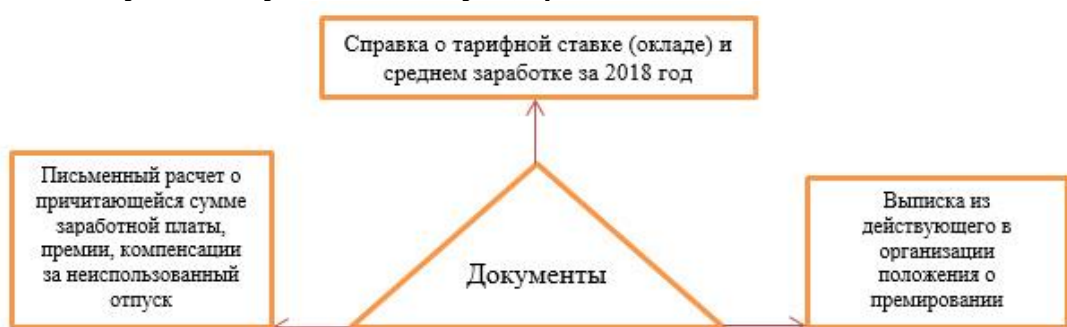 Справка о тарифной ставке (окладе) и
среднем заработке за 2018 год
Письменный расчет о
причитающейся сумме
заработной платы,
премии, компенсации
за неиспользованный
отпуск
Документы
Выписка из
действующего в
организации
положения о
премировании